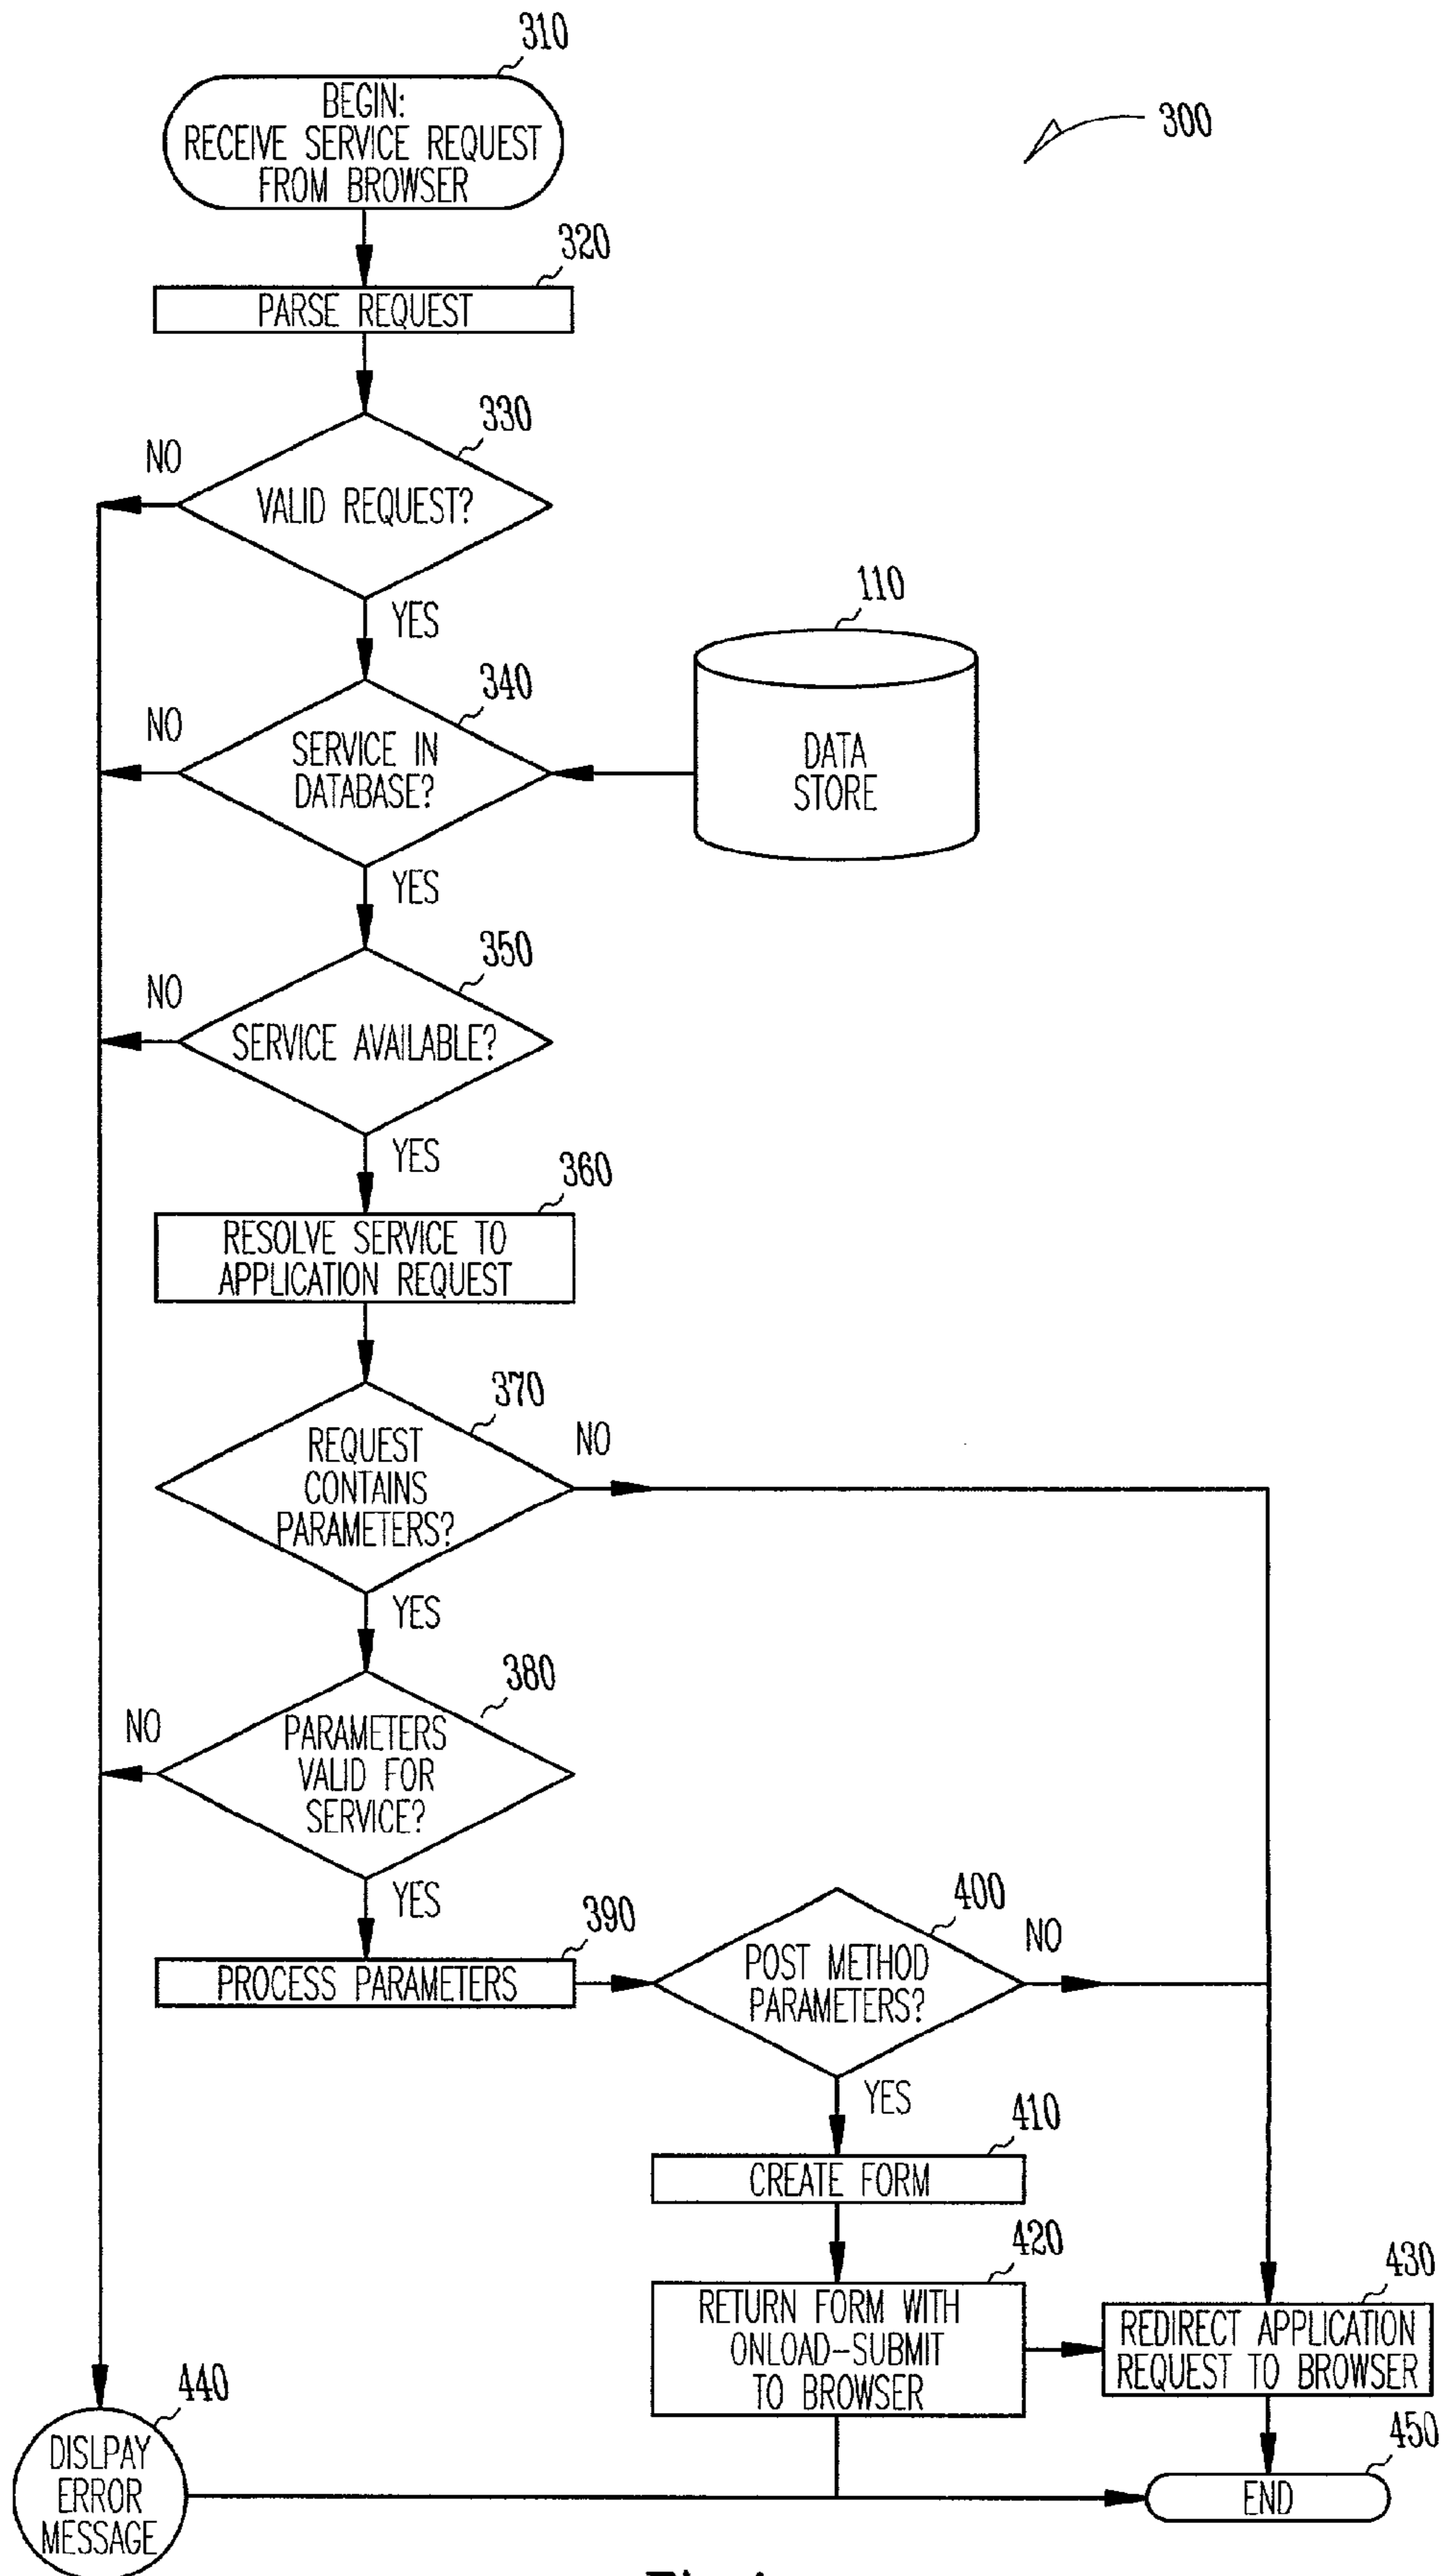 310
BEGIN:
RECEIVE SERVICE REQUEST
FROM BROWSER
300
320
PARSE REQUEST
330
NO
VALID REQUEST?
YES
110
340
NO
SERVICE IN
DATABASE?
DATA
STORE
YES
350
NO
SERVICE AVAILABLE?
YES
360
RESOLVE SERVICE TO
APPLICATION REQUEST
370
NO
REQUEST
CONTAINS
PARAMETERS?
YES
380
NO
PARAMETERS
VALID FOR
SERVICE?
YES
390
PROCESS PARAMETERS
400
NO
POST METHOD
PARAMETERS?
YES
410
CREATE FORM
420
RETURN FORM WITH
ONLOAD-SUBMIT
TO BROWSER
430
REDIRECT APPLICATION
REQUEST TO BROWSER
440
DISLPAY
ERROR
MESSAGE
450
END